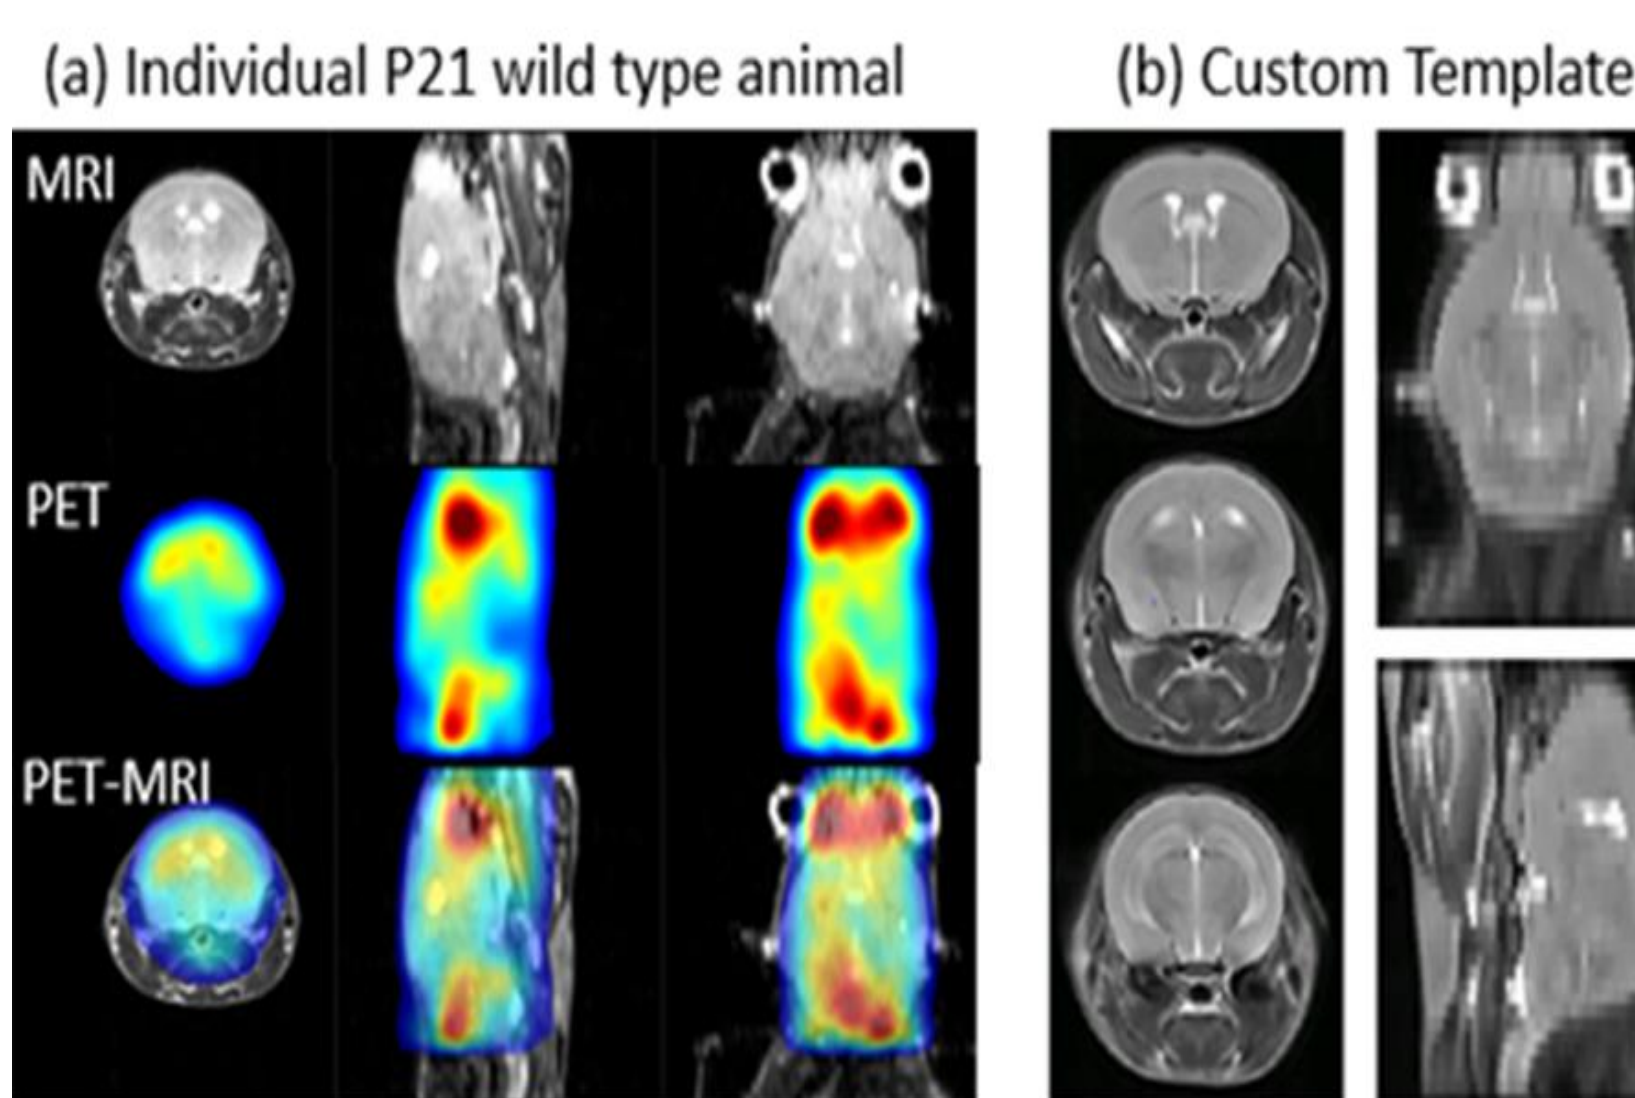 (a) Individual P21 wild type animal
(b) Custom Template
MRI
PET
PET-MRI